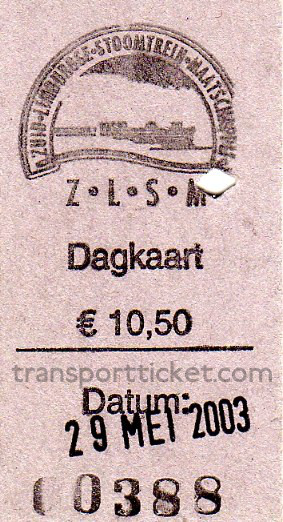 ZUID-LIMBURGSE·STOOMTREIN·MAATSCHAPPIJ
Z·L·S·M
Dagkaart
€ 10,50
transportticket.com
Datum:
29 MEI 2003
00388